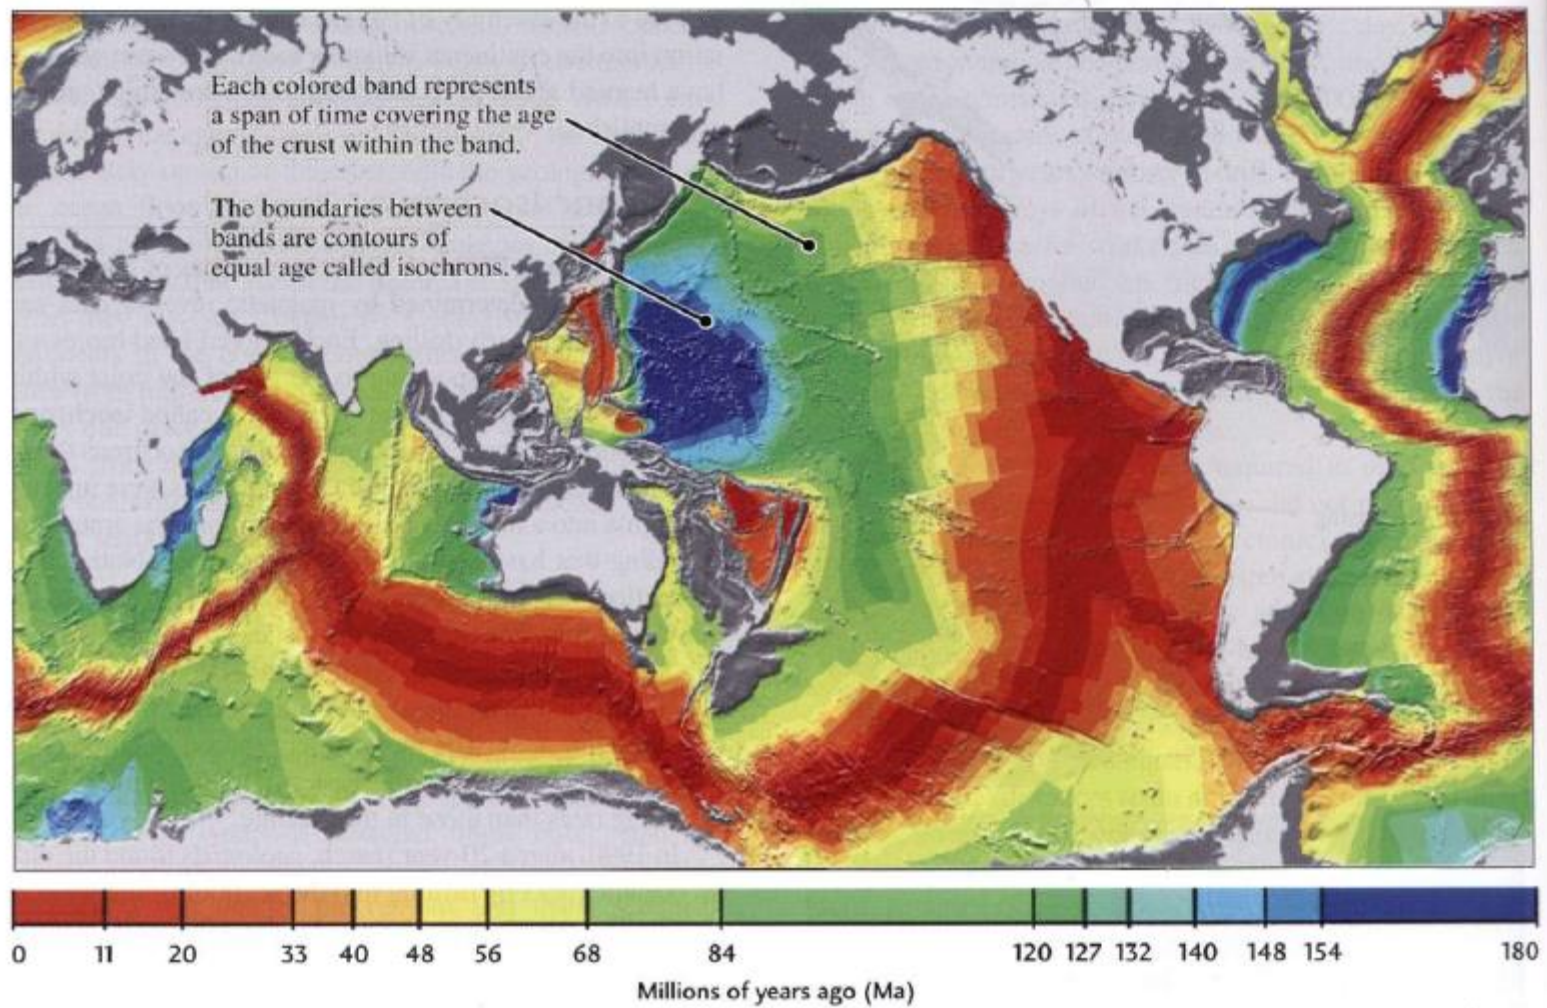 Each colored band represents
a span of time covering the age
of the crust within the band.
The boundaries between
bands are contours of
equal age called isochrons.
0 11 20 33 40 48 56 68 84 120 127 132 140 148 154 180
Millions of years ago (Ma)